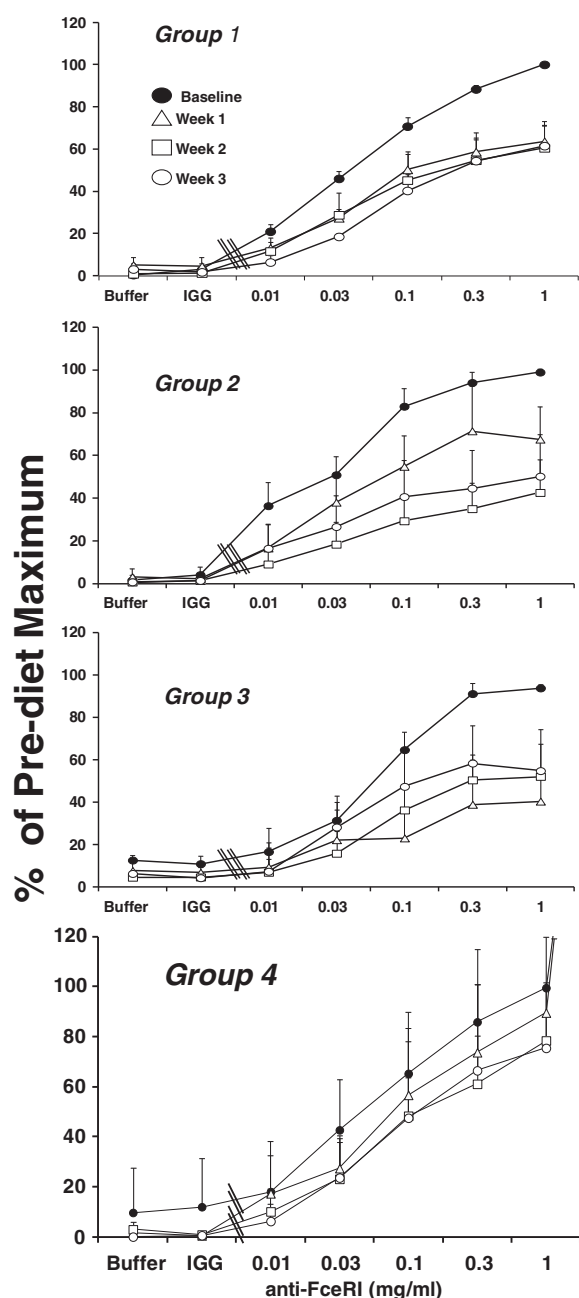 % of Pre-diet Maximum
Group 1
Baseline
Week 1
Week 2
Week 3
120
100
80
60
40
20
0
Buffer IGG 0.01 0.03 0.1 0.3 1
Group 2
120
100
80
60
40
20
0
Buffer IGG 0.01 0.03 0.1 0.3 1
Group 3
120
100
80
60
40
20
0
Buffer IGG 0.01 0.03 0.1 0.3 1
Group 4
120
100
80
60
40
20
0
Buffer IGG 0.01 0.03 0.1 0.3 1
anti-FceRI (mg/ml)